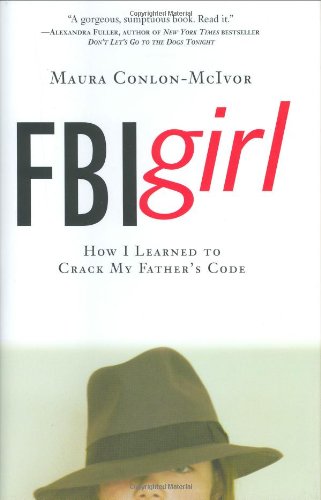 "A gorgeous, sumptuous book. Read it."
—Alexandra Fuller, author of New York Times bestseller
Don't Let's Go to the Dogs Tonight
Maura Conlon-McIvor
FBI girl
How I Learned to
Crack My Father's Code